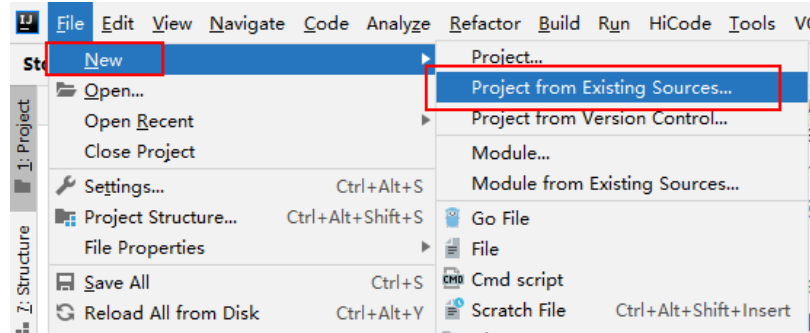 File Edit View Navigate Code Analyze Refactor Build Run HiCode Tools
New
Project...
Project from Existing Sources...
Open...
Open Recent
Project from Version Control...
Close Project
Module...
Settings... Ctrl+Alt+S
Module from Existing Sources...
Project Structure... Ctrl+Alt+Shift+S
Go File
File Properties
File
Save All Ctrl+S
Cmd script
Reload All from Disk Ctrl+Alt+Y
Scratch File Ctrl+Alt+Shift+Insert
1: Project
7: Structure